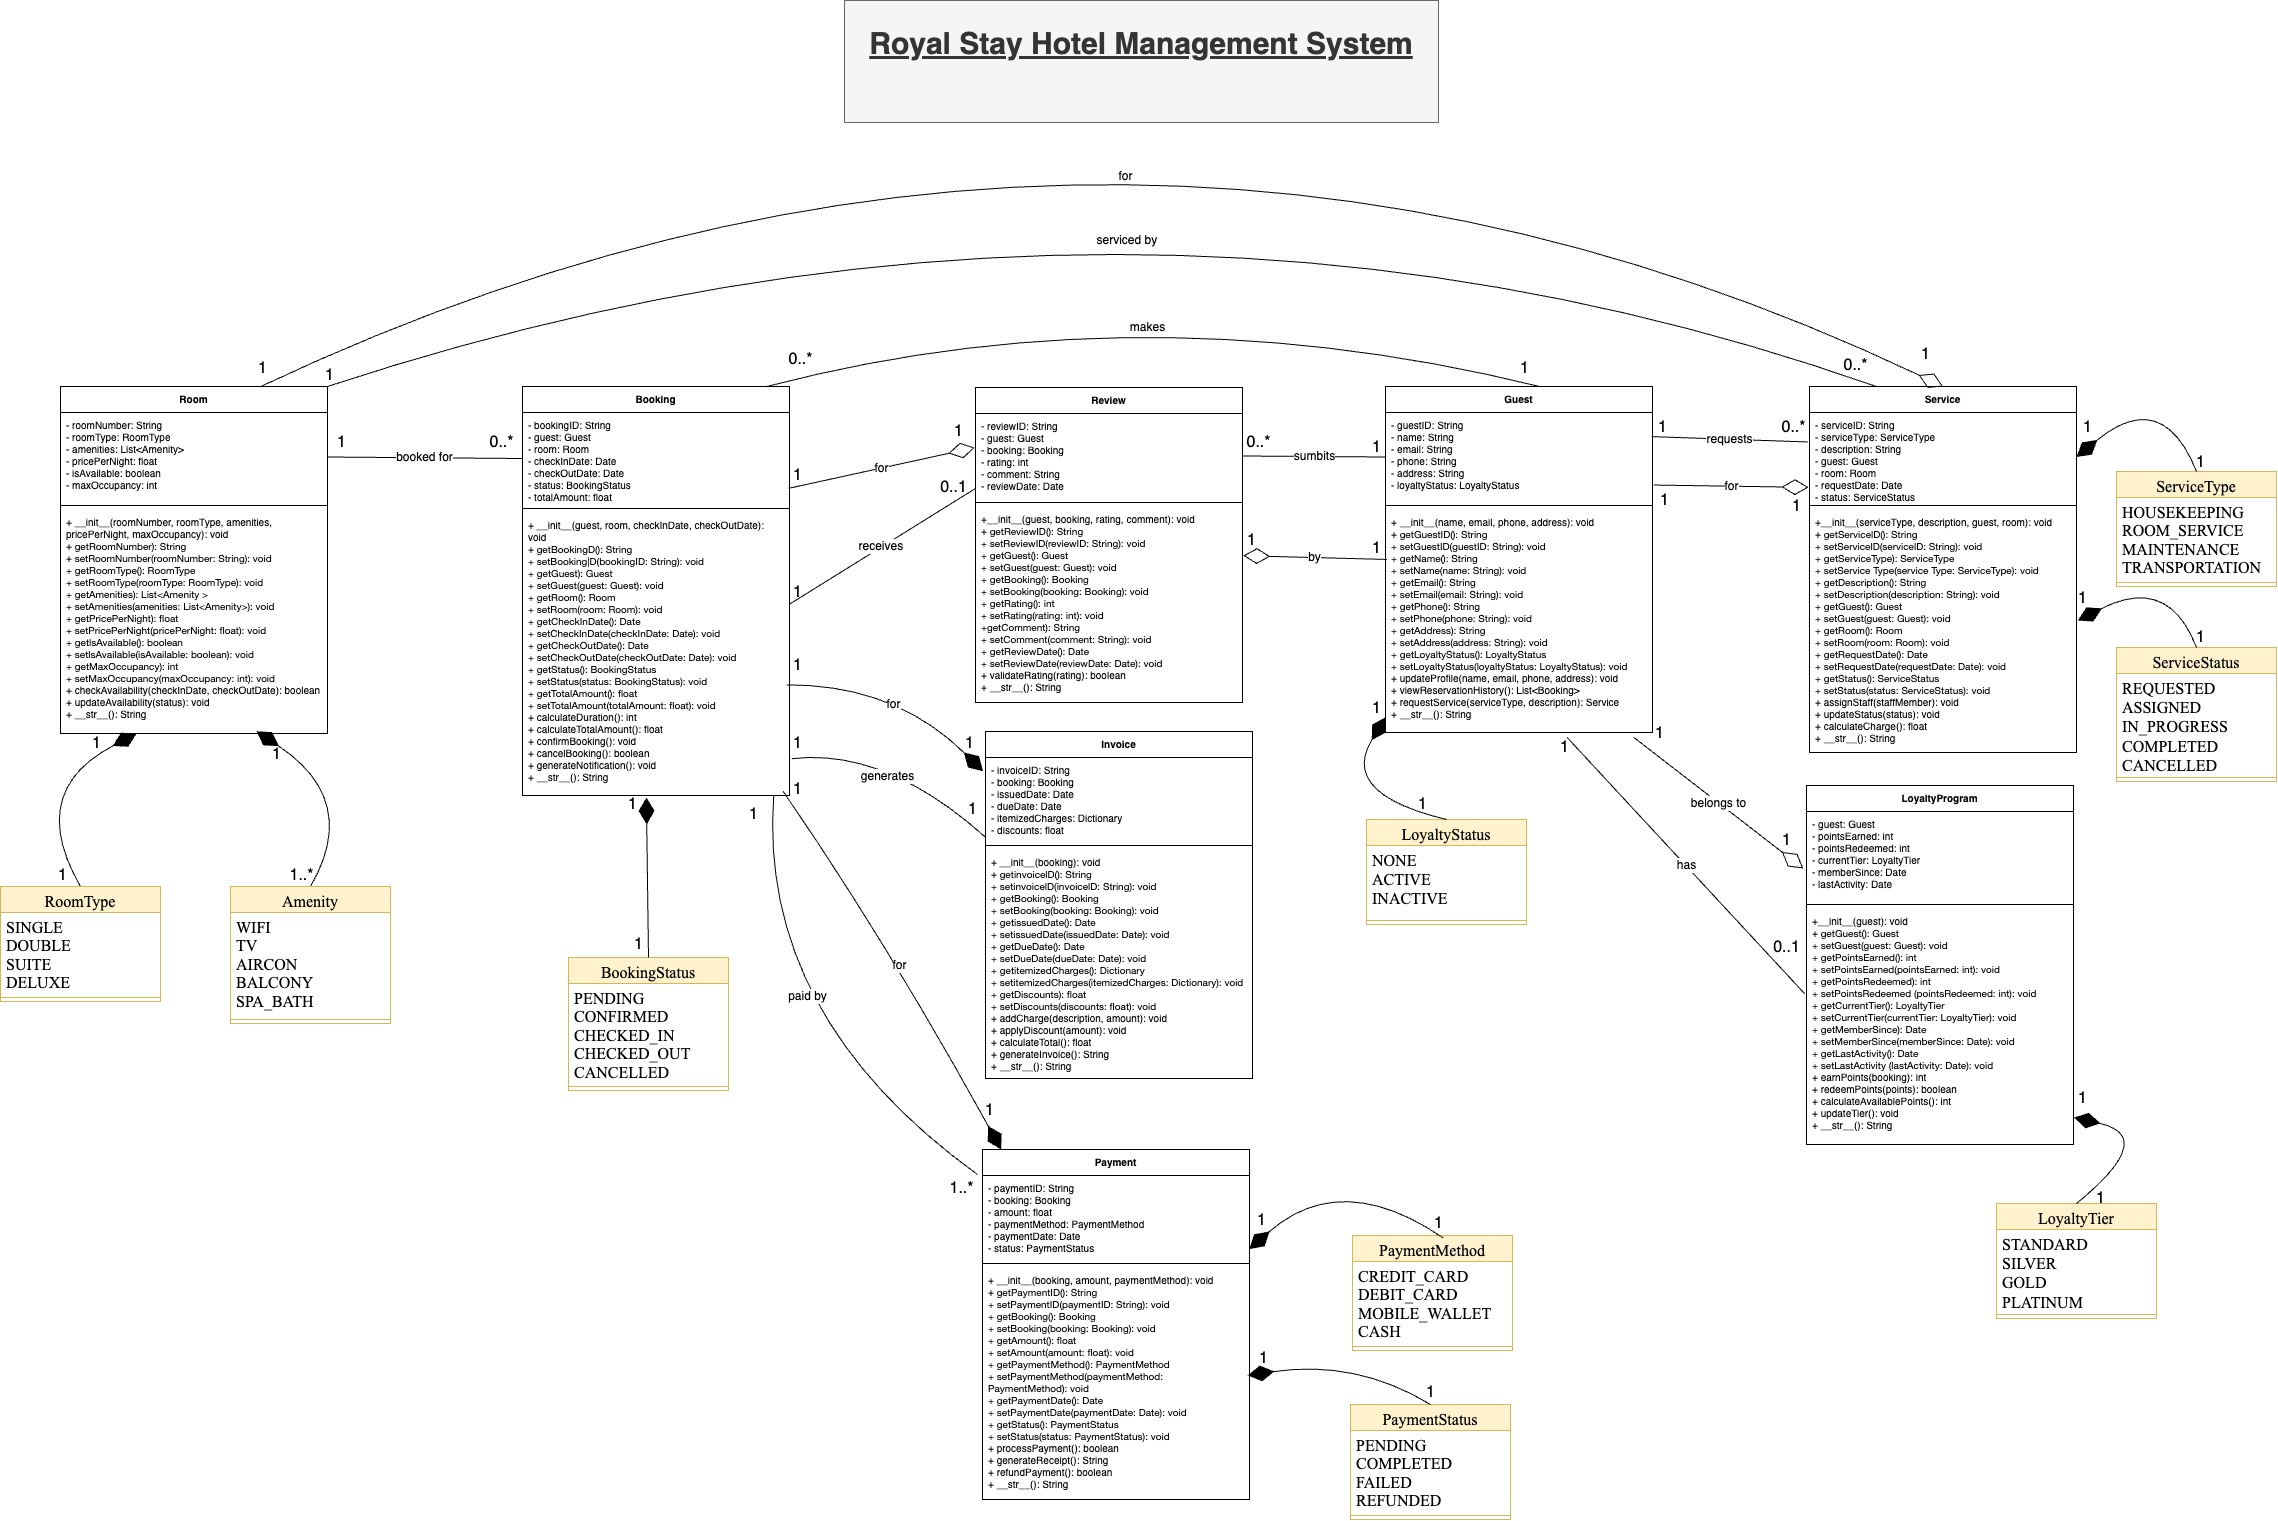 Royal Stay Hotel Management System
for
serviced by
makes
1
1
0..*
1
0..*
1
Room
- roomNumber: String
- roomType: RoomType
- amenities: List<Amenity>
- pricePerNight: float
- isAvailable: boolean
- maxOccupancy: int
+ __init__(roomNumber, roomType, amenities,
pricePerNight, maxOccupancy): void
+ getRoomNumber): String
+ setRoomNumber(roomNumber: String): void
+ getRoomType(): RoomType
+ setRoomType(roomType: RoomType): void
+ getAmenities): List<Amenity >
+ setAmenities(amenities: List<Amenity>): void
+ getPricePerNight): float
+ setPricePerNight(pricePerNight: float): void
+ getIsAvailable(): boolean
+ setIsAvailable(isAvailable: boolean): void
+ getMaxOccupancy): int
+ setMaxOccupancy(maxOccupancy: int): void
+ checkAvailability(checkInDate, checkOutDate): boolean
+ updateAvailability(status): void
+ __str__(): String
1
booked for
0..*
1
1
1
1..*
RoomType
SINGLE
DOUBLE
SUITE
DELUXE
Amenity
WIFI
TV
AIRCON
BALCONY
SPA_BATH
Booking
- bookingID: String
- guest: Guest
- room: Room
- checkInDate: Date
- checkOutDate: Date
- status: BookingStatus
- totalAmount: float
+ __init__(guest, room, checkInDate, checkOutDate):
void
+ getBookingD(): String
+ setBooking|D(bookingID: String): void
+ getGuest): Guest
+ setGuest(guest: Guest): void
+ getRoom(): Room
+ setRoom(room: Room): void
+ getCheckInDate(): Date
+ setCheckInDate(checkInDate: Date): void
+ getCheckOutDate(): Date
+ setCheckOutDate(checkOutDate: Date): void
+ getStatus(): BookingStatus
+ setStatus(status: BookingStatus): void
+ getTotalAmount(): float
+ setTotalAmount(totalAmount: float): void
+ calculateDuration(): int
+ calculateTotalAmount(): float
+ confirmBooking(): void
+ cancelBooking(): boolean
+ generateNotification(): void
+ __str__(): String
1
for
1
0..1
receives
1
1
for
1
1
generates
1
1
1
1
1
for
paid by
1
1..*
BookingStatus
PENDING
CONFIRMED
CHECKED_IN
CHECKED_OUT
CANCELLED
Review
- reviewID: String
- guest: Guest
- booking: Booking
- rating: int
- comment: String
- reviewDate: Date
+__init__(guest, booking, rating, comment): void
+ getReviewID(): String
+ setReviewID(reviewID: String): void
+ getGuest(): Guest
+ setGuest(guest: Guest): void
+ getBooking(): Booking
+ setBooking(booking: Booking): void
+ getRating(): int
+ setRating(rating: int): void
+getComment): String
+ setComment(comment: String): void
+ getReviewDate(): Date
+ setReviewDate(reviewDate: Date): void
+ validateRating(rating): boolean
+ __str__(): String
0..*
sumbits
1
1
by
1
Invoice
- invoiceID: String
- booking: Booking
- issuedDate: Date
- dueDate: Date
- itemizedCharges: Dictionary
- discounts: float
+ __init__(booking): void
+ getinvoiceID(): String
+ setinvoiceID(invoiceID: String): void
+ getBooking(): Booking
+ setBooking(booking: Booking): void
+ getissuedDate(): Date
+ setissuedDate(issuedDate: Date): void
+ getDueDate(): Date
+ setDueDate(dueDate: Date): void
+ getitemizedCharges(): Dictionary
+ setitemizedCharges(itemizedCharges: Dictionary): void
+ getDiscounts): float
+ setDiscounts(discounts: float): void
+ addCharge(description, amount): void
+ applyDiscount(amount): void
+ calculateTotal(): float
+ generateInvoice(): String
+ __str__(): String
Payment
- paymentID: String
- booking: Booking
- amount: float
- paymentMethod: PaymentMethod
- paymentDate: Date
- status: PaymentStatus
+ __init__(booking, amount, paymentMethod): void
+ getPaymentID(): String
+ setPaymentID(paymentID: String): void
+ getBooking(): Booking
+ setBooking(booking: Booking): void
+ getAmount(): float
+ setAmount(amount: float): void
+ getPaymentMethod(): PaymentMethod
+ setPaymentMethod(paymentMethod:
PaymentMethod): void
+ getPaymentDate(): Date
+ setPaymentDate(paymentDate: Date): void
+ getStatus(): PaymentStatus
+ setStatus(status: PaymentStatus): void
+ processPayment(): boolean
+ generateReceipt(): String
+ refundPayment(): boolean
+ __str__(): String
1
1
PaymentMethod
CREDIT_CARD
DEBIT_CARD
MOBILE_WALLET
CASH
1
1
PaymentStatus
PENDING
COMPLETED
FAILED
REFUNDED
Guest
- guestID: String
- name: String
- email: String
- phone: String
- address: String
- loyaltyStatus: LoyaltyStatus
+ __init__(name, email, phone, address): void
+ getGuestID(): String
+ setGuestID(guestID: String): void
+ getName(): String
+ setName(name: String): void
+ getEmail(): String
+ setEmail(email: String): void
+ getPhone(): String
+ setPhone(phone: String): void
+ getAddress): String
+ setAddress(address: String): void
+ getLoyaltyStatus(): LoyaltyStatus
+ setLoyaltyStatus(loyaltyStatus: LoyaltyStatus): void
+ updateProfile(name, email, phone, address): void
+ viewReservationHistory(): List<Booking>
+ requestService(serviceType, description): Service
+ __str__(): String
1
requests
0..*
for
1
1
1
1
LoyaltyStatus
NONE
ACTIVE
INACTIVE
1
1
belongs to
1
has
0..1
Service
- serviceID: String
- serviceType: ServiceType
- description: String
- guest: Guest
- room: Room
- requestDate: Date
- status: ServiceStatus
+__init__(serviceType, description, guest, room): void
+ getServiceID(): String
+ setServiceID(serviceID: String): void
+ getServiceType): ServiceType
+ setService Type(service Type: ServiceType): void
+ getDescription(): String
+ setDescription(description: String): void
+ getGuest(): Guest
+ setGuest(guest: Guest): void
+ getRoom(): Room
+ setRoom(room: Room): void
+ getRequestDate(): Date
+ setRequestDate(requestDate: Date): void
+ getStatus(): ServiceStatus
+ setStatus(status: ServiceStatus): void
+ assignStaff(staffMember): void
+ updateStatus(status): void
+ calculateCharge(): float
+ __str__(): String
1
1
ServiceType
HOUSEKEEPING
ROOM_SERVICE
MAINTENANCE
TRANSPORTATION
1
1
ServiceStatus
REQUESTED
ASSIGNED
IN_PROGRESS
COMPLETED
CANCELLED
LoyaltyProgram
- guest: Guest
- pointsEarned: int
- pointsRedeemed: int
- currentTier: LoyaltyTier
- memberSince: Date
- lastActivity: Date
+__init__(guest): void
+ getGuest(): Guest
+ setGuest(guest: Guest): void
+ getPointsEarned(): int
+ setPointsEarned(pointsEarned: int): void
+ getPointsRedeemed): int
+ setPointsRedeemed (pointsRedeemed: int): void
+ getCurrentTier(): LoyaltyTier
+ setCurrentTier(currentTier: LoyaltyTier): void
+ getMemberSince): Date
+ setMemberSince(memberSince: Date): void
+ getLastActivity(): Date
+ setLastActivity (lastActivity: Date): void
+ earnPoints(booking): int
+ redeemPoints(points): boolean
+ calculateAvailablePoints(): int
+ updateTier(): void
+ __str__(): String
1
1
LoyaltyTier
STANDARD
SILVER
GOLD
PLATINUM